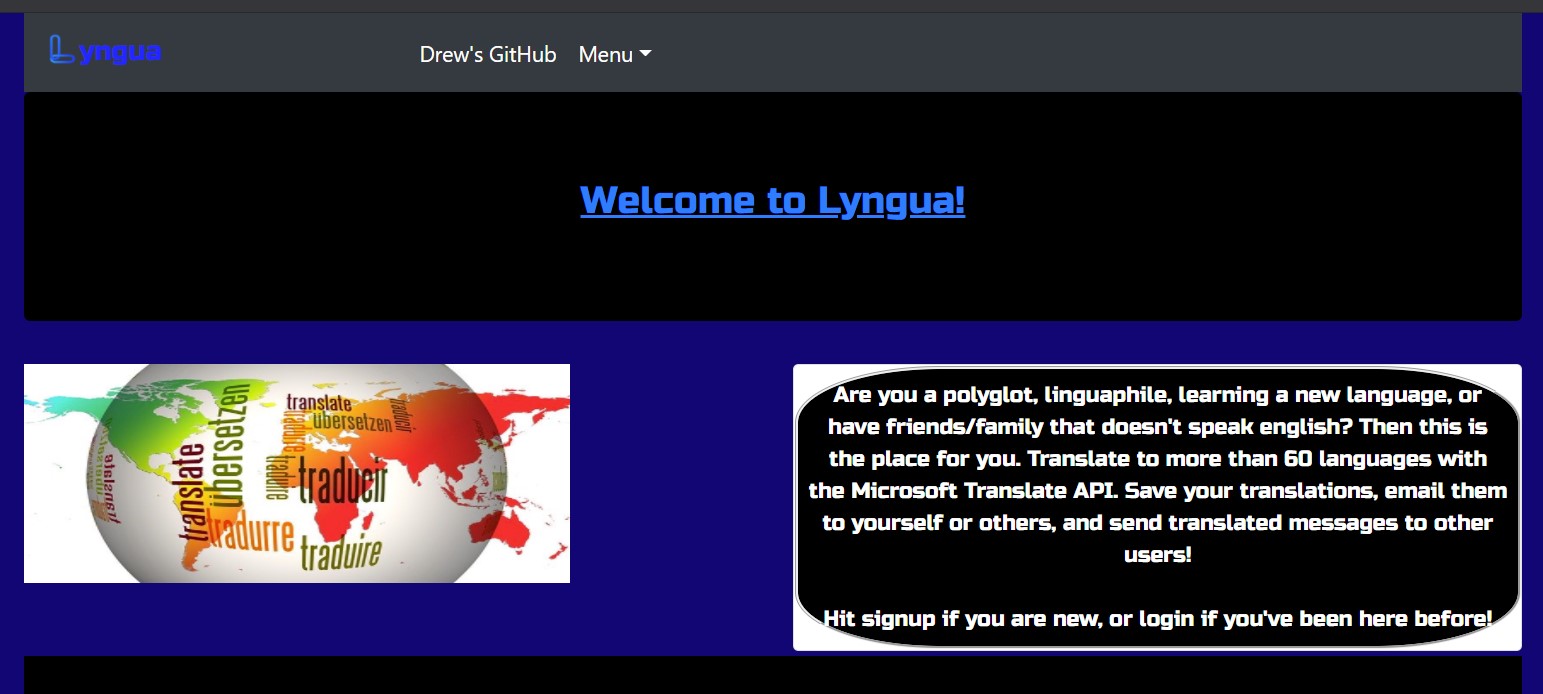 Lyngua
Drew's GitHub
Menu
Welcome to Lyngua!
translate
übersetzen
traducir
translate
übersetzen
traduire
traducir
translate
tradurre
traduire
Are you a polyglot, linguaphile, learning a new language, or
have friends/family that doesn't speak english? Then this is
the place for you. Translate to more than 60 languages with
the Microsoft Translate API. Save your translations, email them
to yourself or others, and send translated messages to other
users!
Hit signup if you are new, or login if you've been here before!